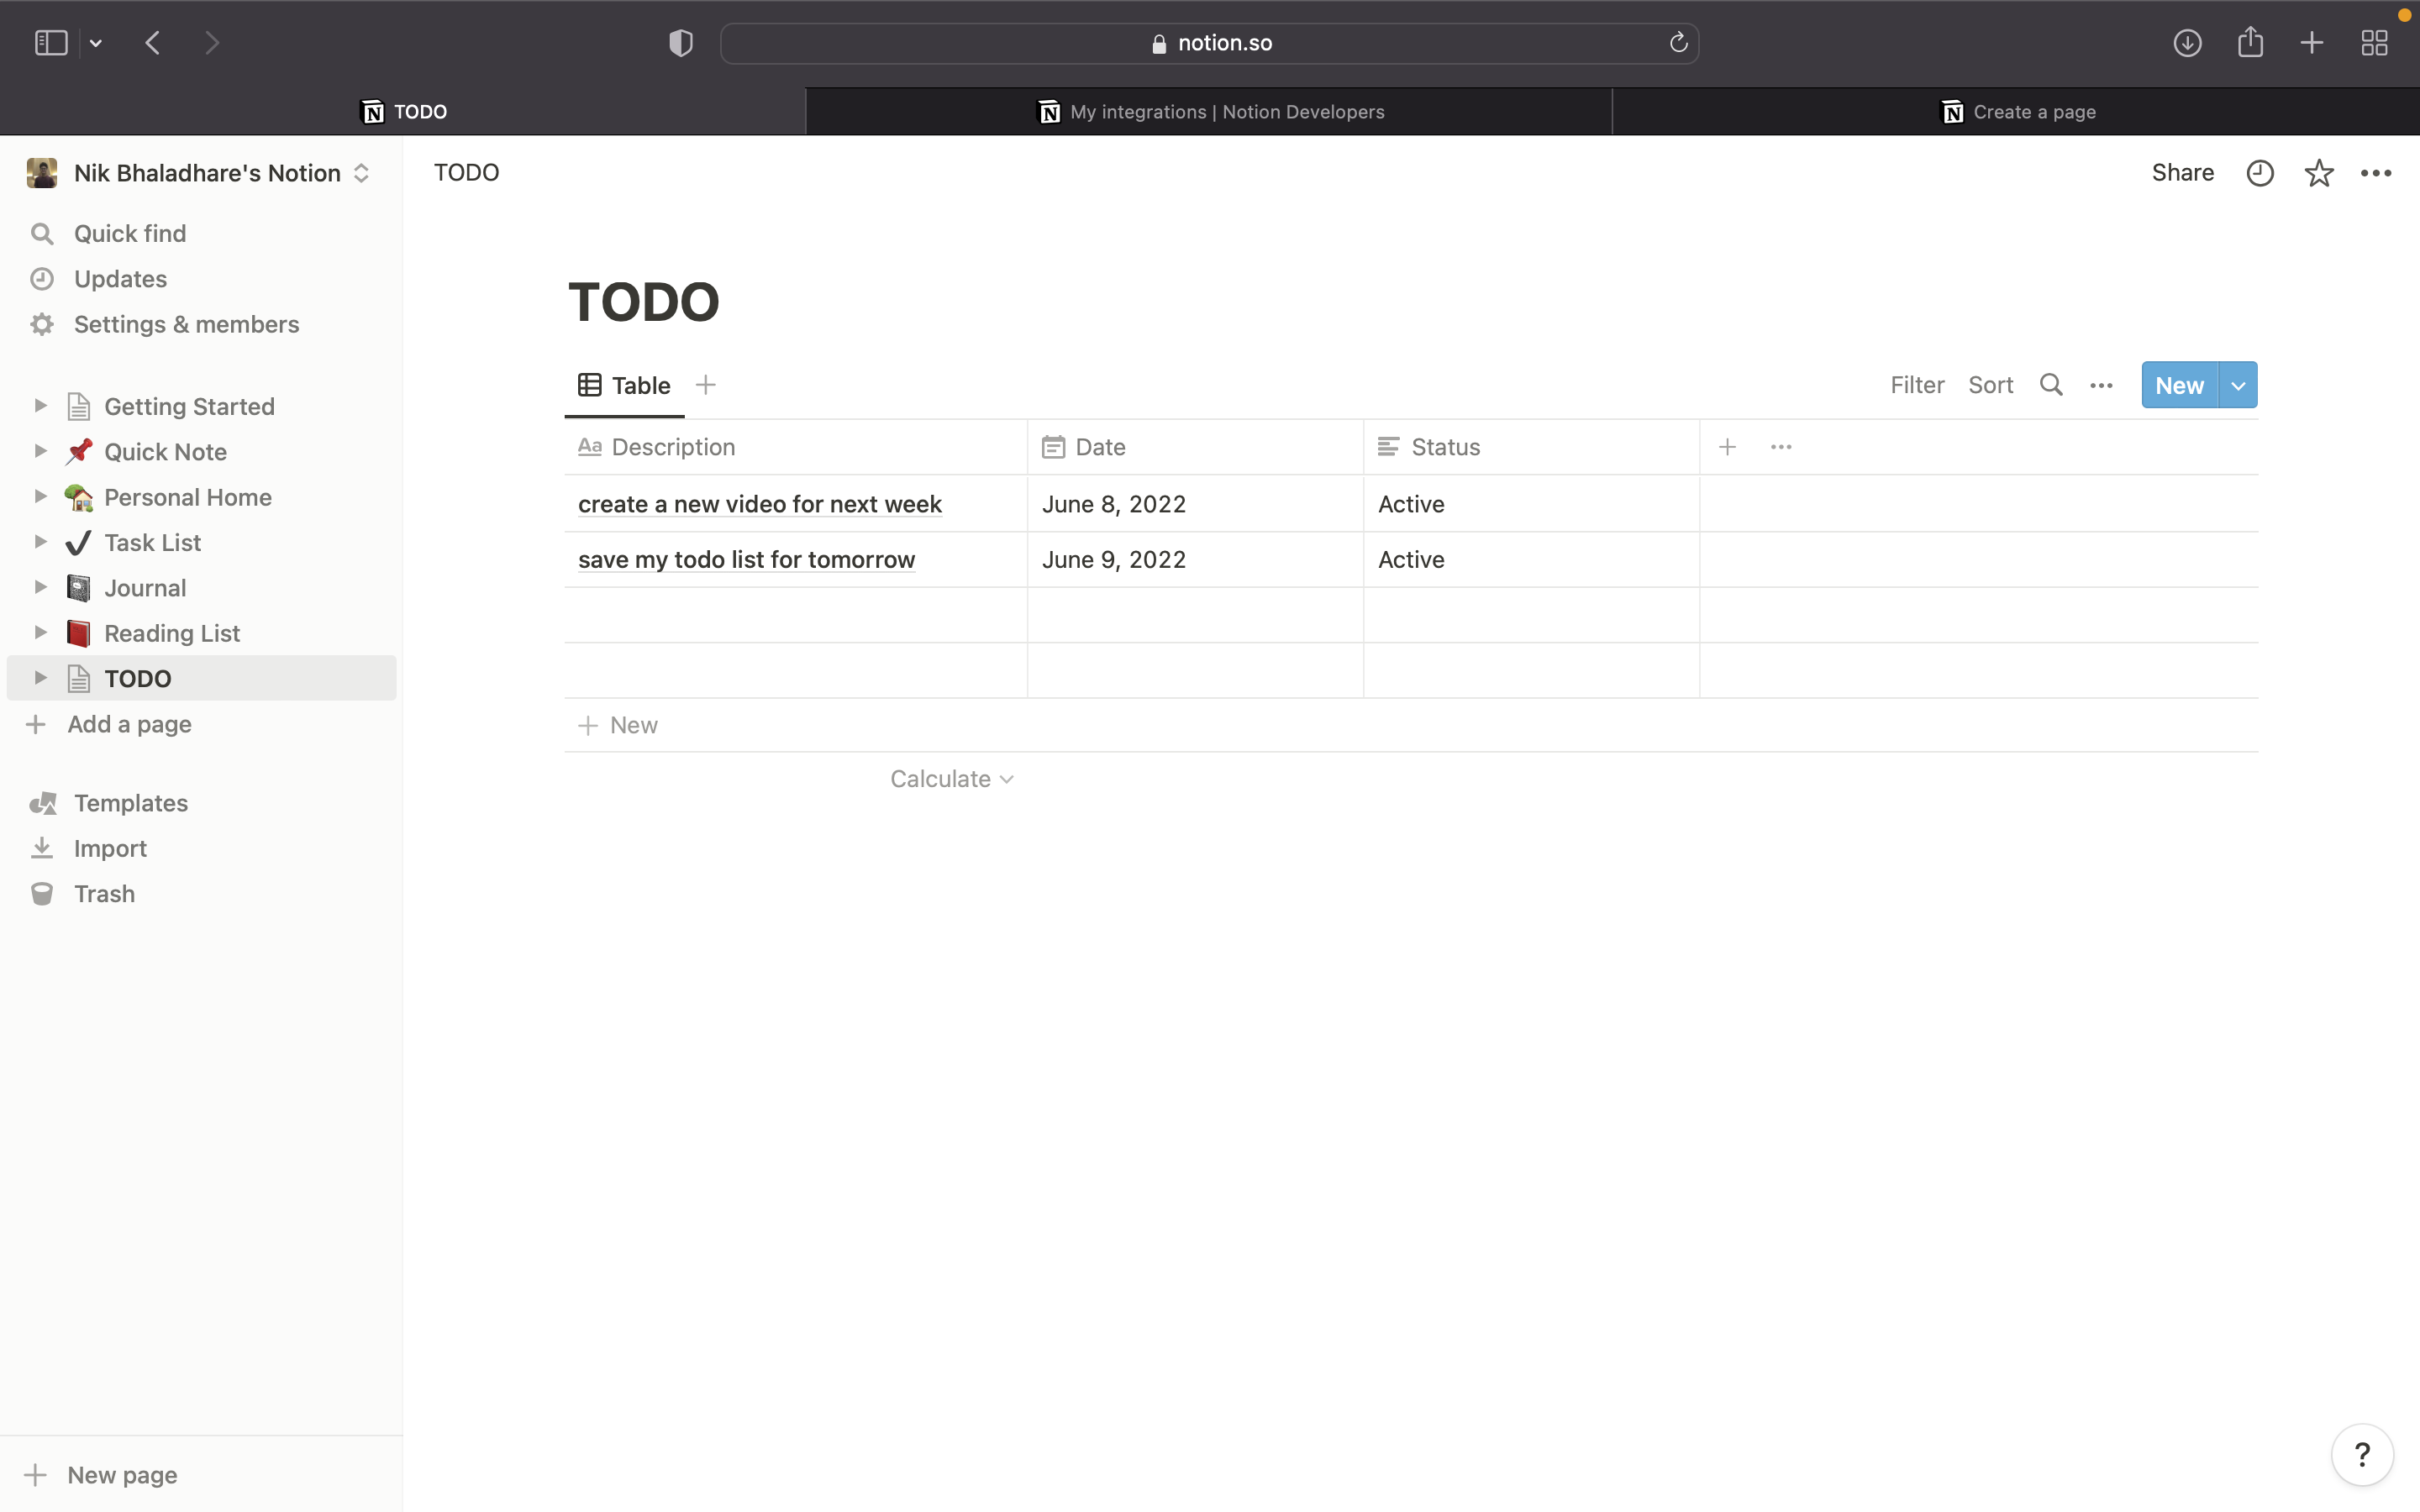 notion.so
TODO
My integrations | Notion Developers
Create a page
Nik Bhaladhare's Notion
Quick find
Updates
Settings & members
Getting Started
Quick Note
Personal Home
Task List
Journal
Reading List
TODO
Add a page
Templates
Import
Trash
New page
TODO
Share
TODO
Table
Filter Sort
New
Aa Description Date Status
create a new video for next week June 8, 2022 Active
save my todo list for tomorrow June 9, 2022 Active
New
Calculate
?